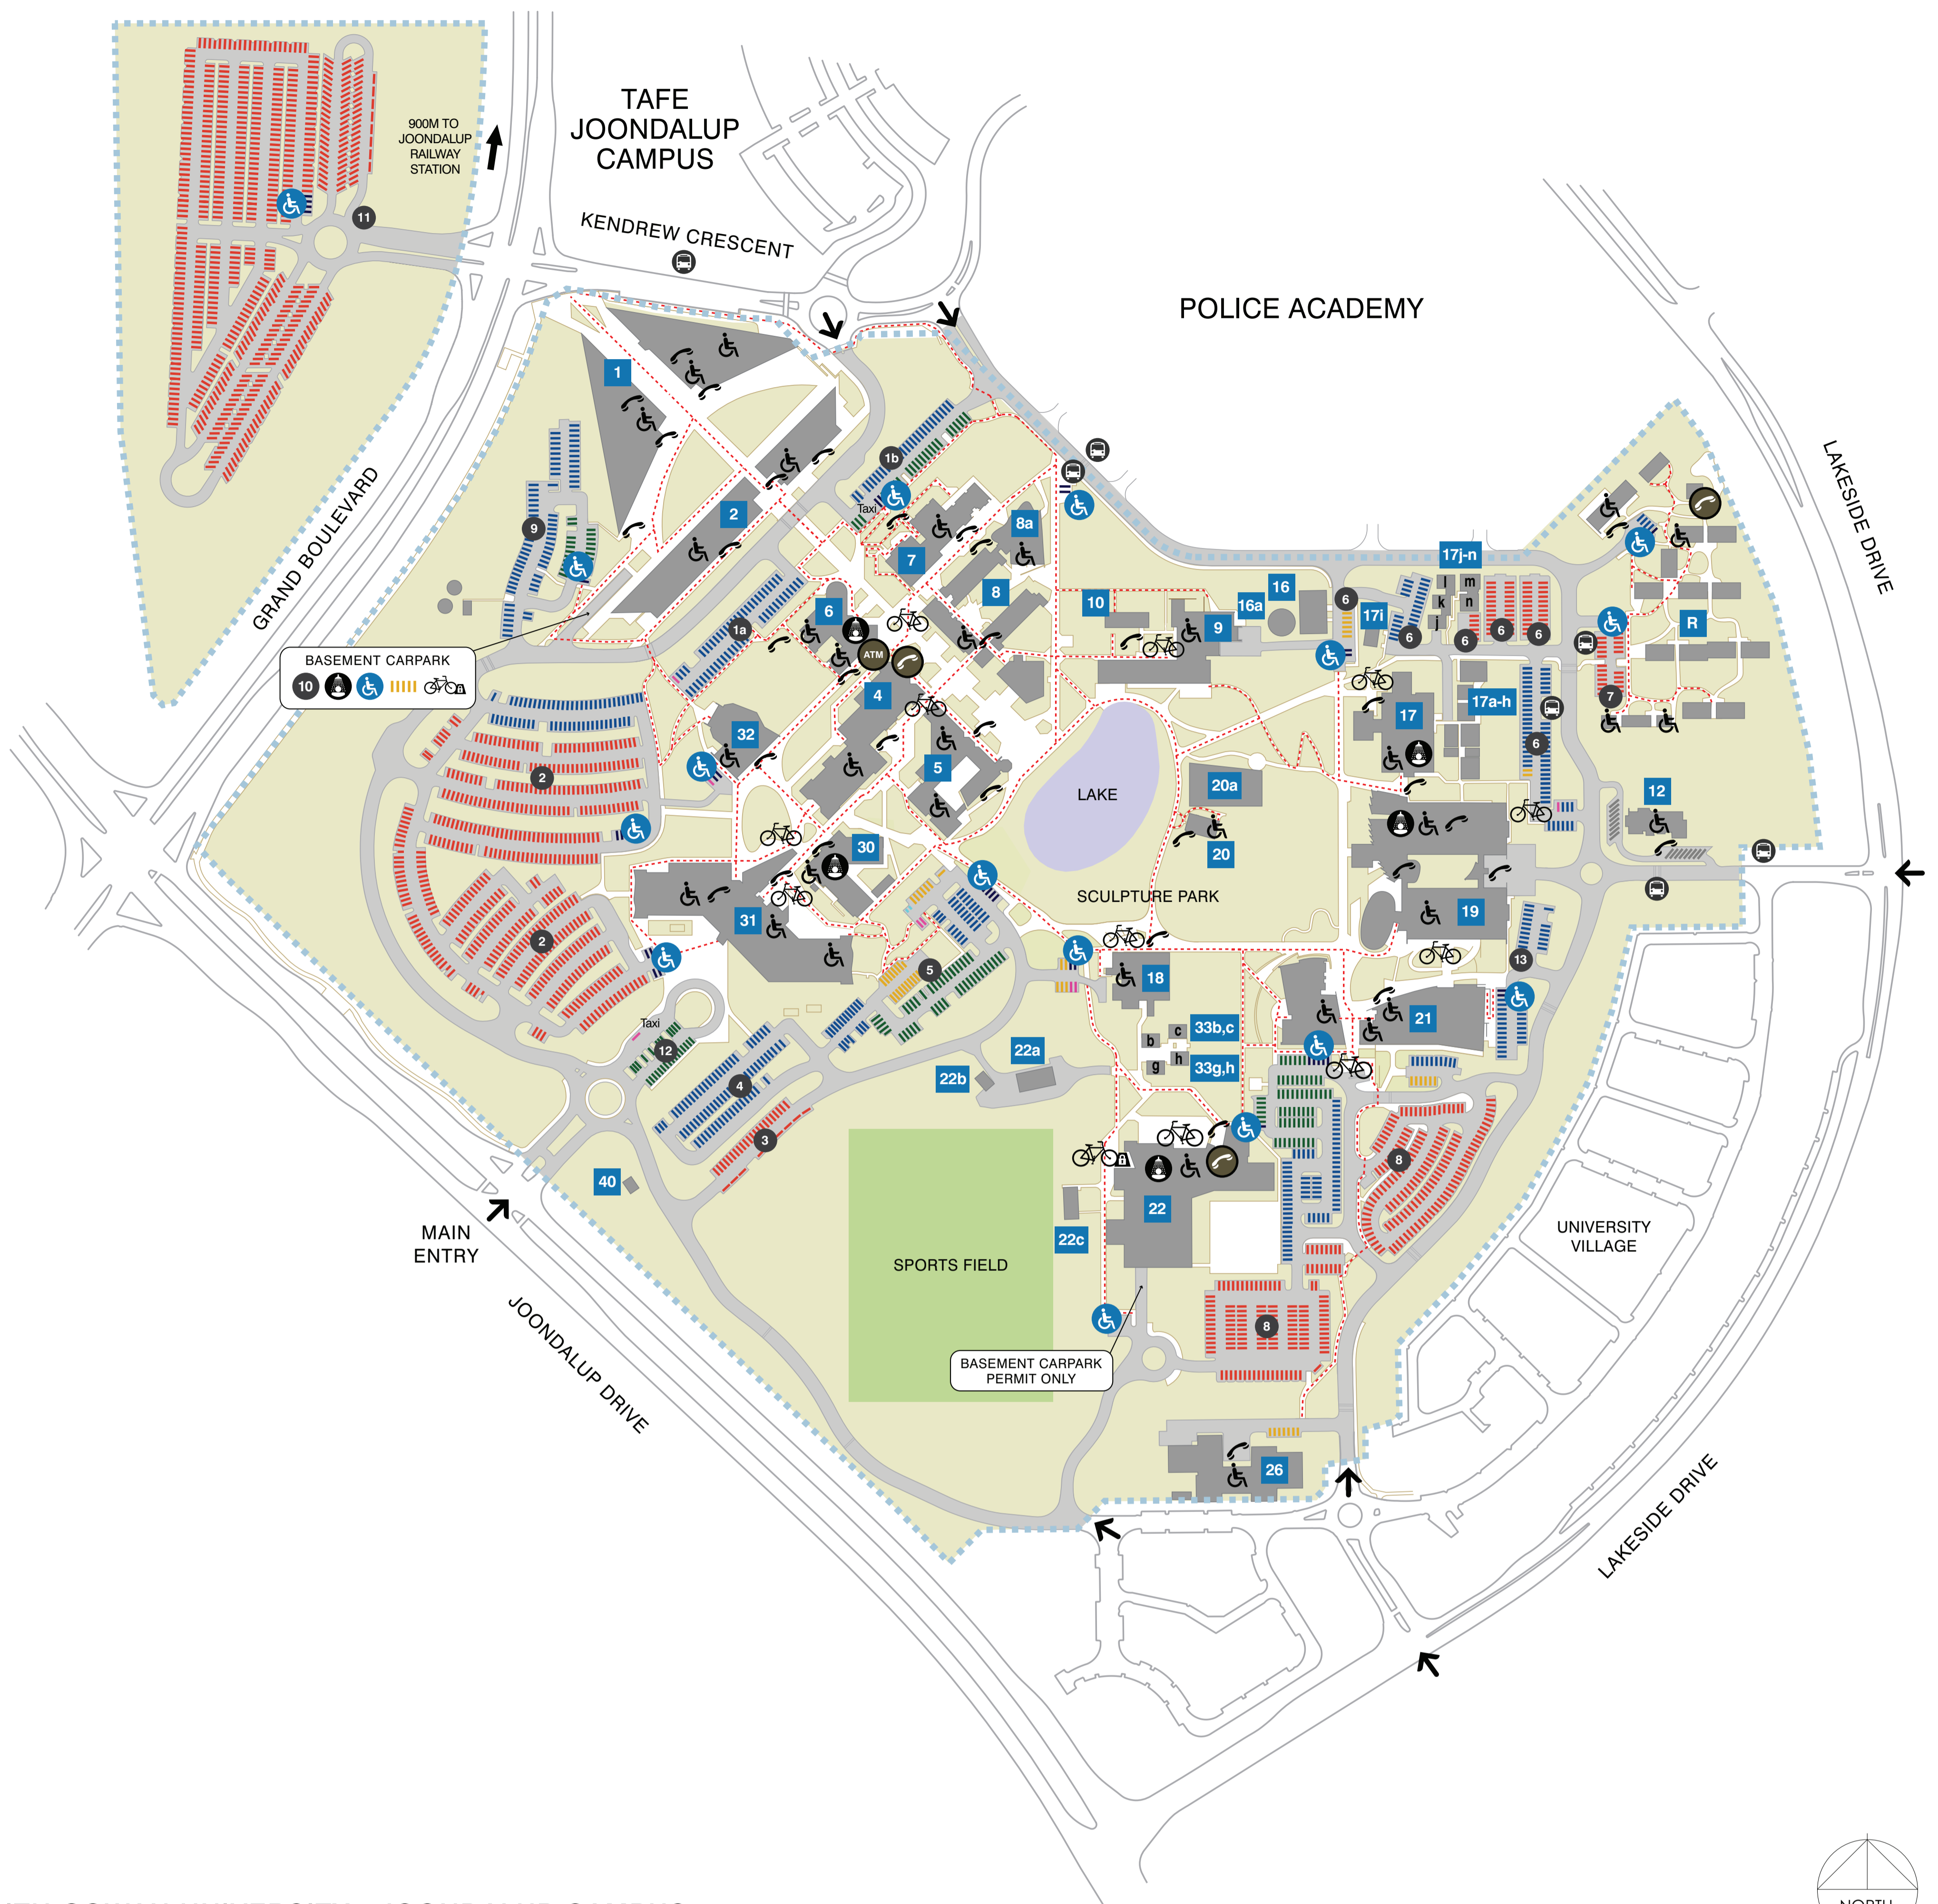 TAFE
JOONDALUP
CAMPUS
900M TO
JOONDALUP
RAILWAY
STATION
11
KENDREW CRESCENT
POLICE ACADEMY
LAKESIDE DRIVE
GRAND BOULEVARD
1
1b
Taxi
2
9
8a
7
8
17j-n
l
m
k
n
j
16
16a
10
9
6
17i
6
6
6
6
R
6
1a
ATM
BASEMENT CARPARK
10
4
17
17a-h
7
32
5
6
2
LAKE
20a
12
20
30
SCULPTURE PARK
31
19
2
5
18
13
Taxi
12
c
33b,c
b
21
h
33g,h
g
22a
22b
4
3
8
40
22
22c
MAIN
ENTRY
UNIVERSITY
VILLAGE
SPORTS FIELD
JOONDALUP DRIVE
8
BASEMENT CARPARK
PERMIT ONLY
26
LAKESIDE DRIVE
NORTH